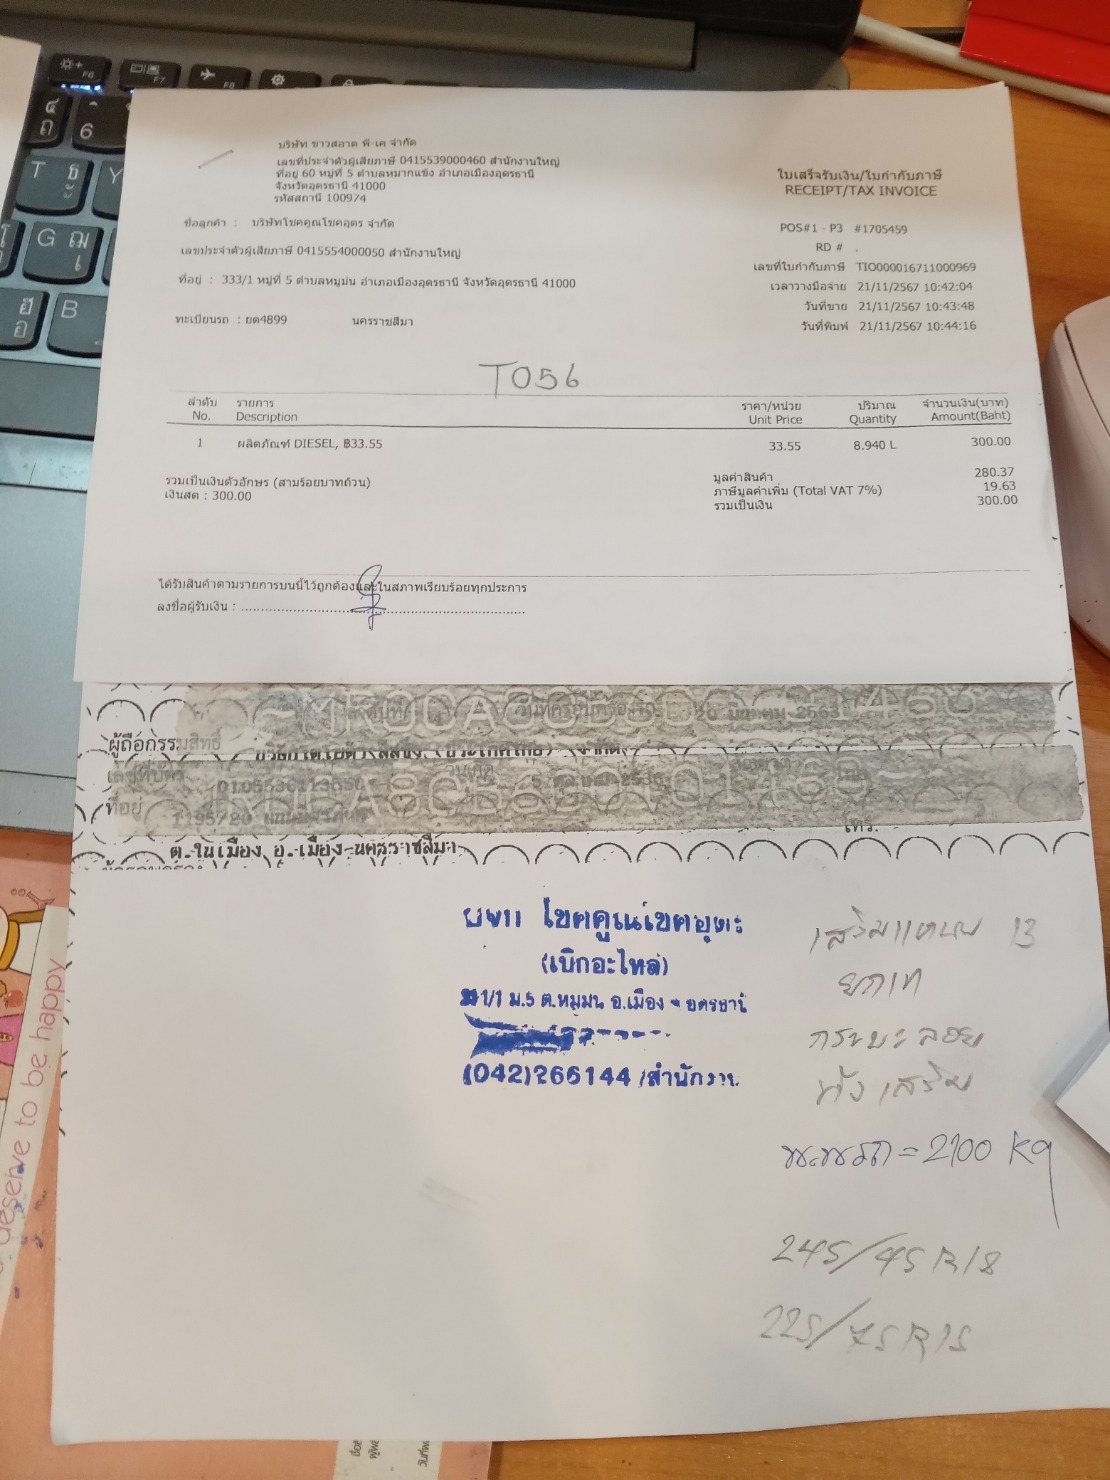 บริษัท ขาวสอาด พี-เค จำกัด
เลขที่ประจำตัวผู้เสียภาษี 0415539000460 สำนักงานใหญ่
ที่อยู่ 60 หมู่ที่ 5 ตำบลหมากแข้ง อำเภอเมืองอุดรธานี
จังหวัดอุดรธานี 41000
รหัสสถานี 100974
ใบเสร็จรับเงิน/ใบกำกับภาษี
RECEIPT/TAX INVOICE
ชื่อลูกค้า : บริษัทโชคคูณโชคอุดร จำกัด
POS#1 - P3 #1705459
RD # .
เลขประจำตัวผู้เสียภาษี 0415554000050 สำนักงานใหญ่
เลขที่ใบกำกับภาษี TIO000016711000969
ที่อยู่ : 333/1 หมู่ที่ 5 ตำบลหมูม่น อำเภอเมืองอุดรธานี จังหวัดอุดรธานี 41000
เวลาวางมือจ่าย 21/11/2567 10:42:04
วันที่ขาย 21/11/2567 10:43:48
ทะเบียนรถ : ยต4899 นครราชสีมา
วันที่พิมพ์ 21/11/2567 10:44:16
T056
ลำดับ รายการ ราคา/หน่วย ปริมาณ จำนวนเงิน(บาท)
No. Description Unit Price Quantity Amount(Baht)
1 ผลิตภัณฑ์ DIESEL, ฿33.55 33.55 8.940 L 300.00
รวมเป็นเงินตัวอักษร (สามร้อยบาทถ้วน) มูลค่าสินค้า 280.37
เงินสด : 300.00 ภาษีมูลค่าเพิ่ม (Total VAT 7%) 19.63
รวมเป็นเงิน 300.00
ได้รับสินค้าตามรายการบนนี้ไว้ถูกต้องและในสภาพเรียบร้อยทุกประการ
ลงชื่อผู้รับเงิน :
ผู้ถือกรรมสิทธิ์
ที่อยู่
ต.ในเมือง อ.เมือง นครราชสีมา
โชคคูณโชคอุดร
(เบิกอะไหล่)
1/1 ม.5 ต.หมูม่น อ.เมือง - อุดรธานี
(042)266144 /สำนักงาน
เสริมแหนบ 13
ยกเท
กระบะลอย
ทั้งเสริม
น.นรถ = 2100 Kg
245/45 R18
225/75R15
deserve to be happy